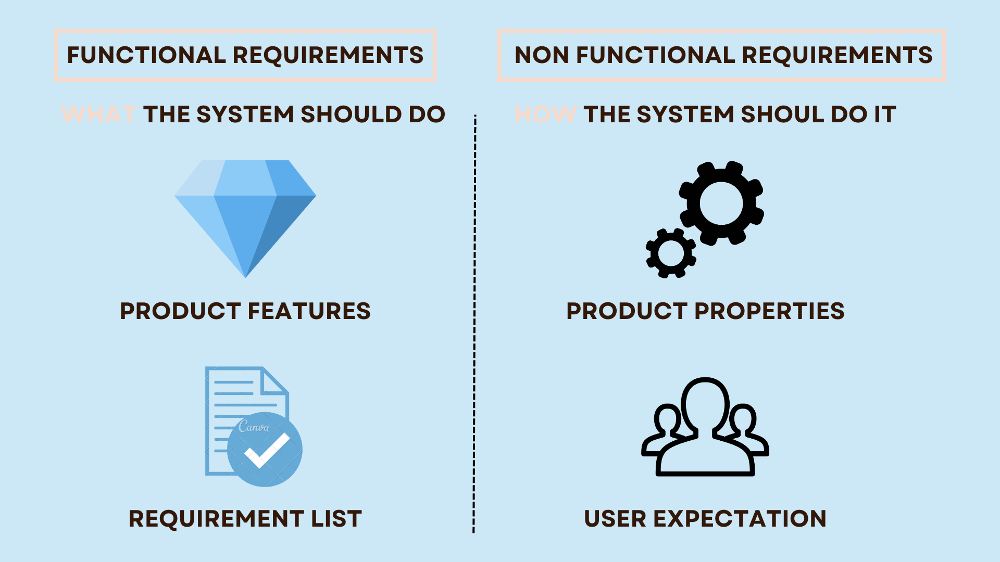 FUNCTIONAL REQUIREMENTS
WHAT THE SYSTEM SHOULD DO
PRODUCT FEATURES
Canva
REQUIREMENT LIST
NON FUNCTIONAL REQUIREMENTS
HOW THE SYSTEM SHOUL DO IT
PRODUCT PROPERTIES
USER EXPECTATION